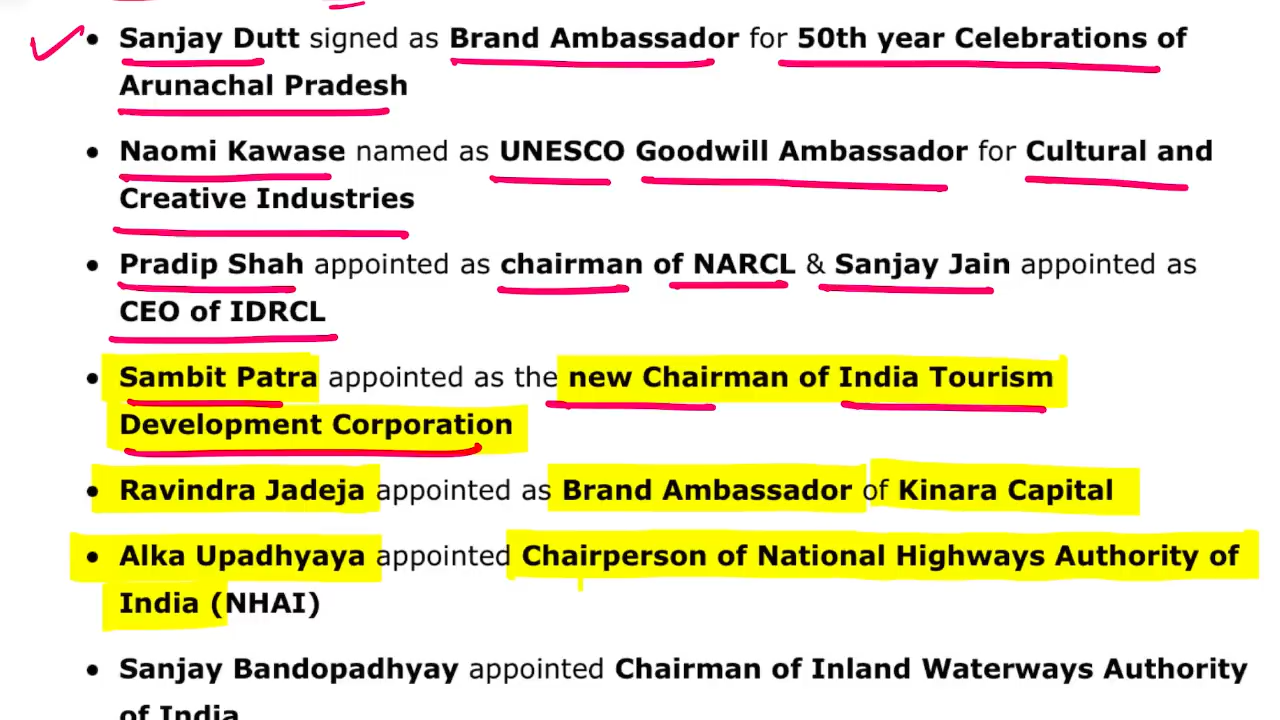 • Sanjay Dutt signed as Brand Ambassador for 50th year Celebrations of
Arunachal Pradesh
• Naomi Kawase named as UNESCO Goodwill Ambassador for Cultural and
Creative Industries
• Pradip Shah appointed as chairman of NARCL & Sanjay Jain appointed as
CEO of IDRCL
• Sambit Patra appointed as the new Chairman of India Tourism
Development Corporation
• Ravindra Jadeja appointed as Brand Ambassador of Kinara Capital
• Alka Upadhyaya appointed Chairperson of National Highways Authority of
India (NHAI)
• Sanjay Bandopadhyay appointed Chairman of Inland Waterways Authority
of India